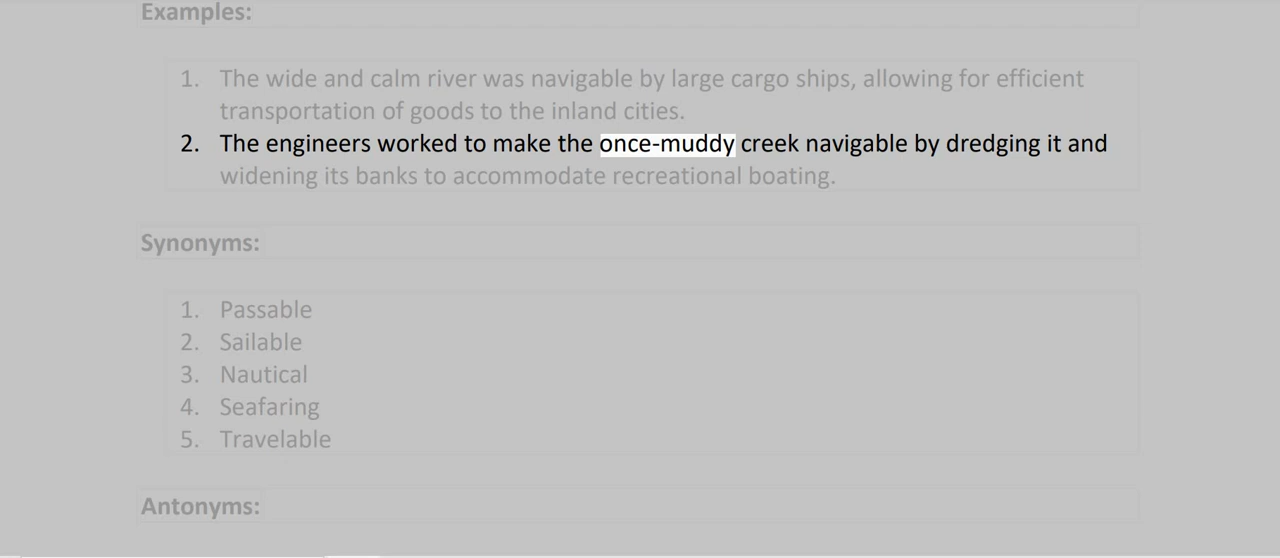 Examples:
1. The wide and calm river was navigable by large cargo ships, allowing for efficient
transportation of goods to the inland cities.
2. The engineers worked to make the once-muddy creek navigable by dredging it and
widening its banks to accommodate recreational boating.
Synonyms:
1. Passable
2. Sailable
3. Nautical
4. Seafaring
5. Travelable
Antonyms: